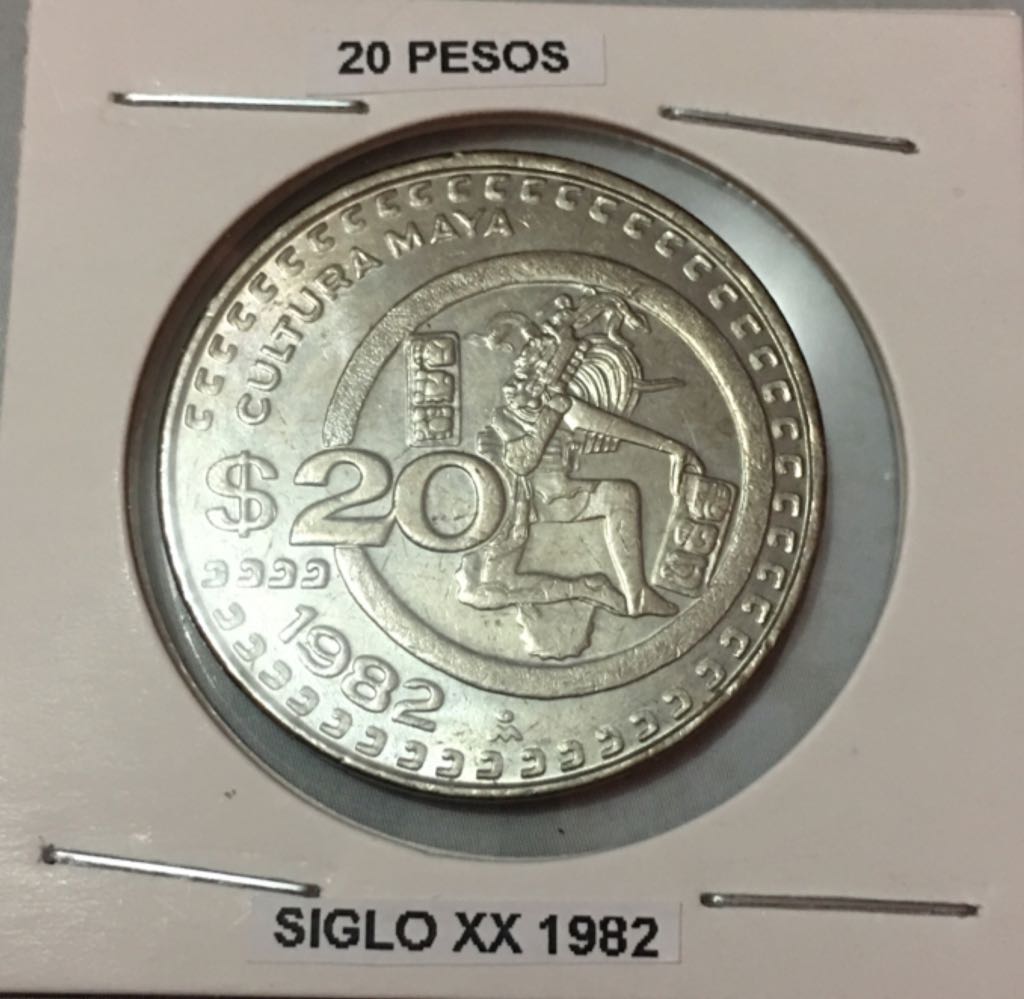 20 PESOS
CULTURA MAYA
$20
1982
SIGLO XX 1982